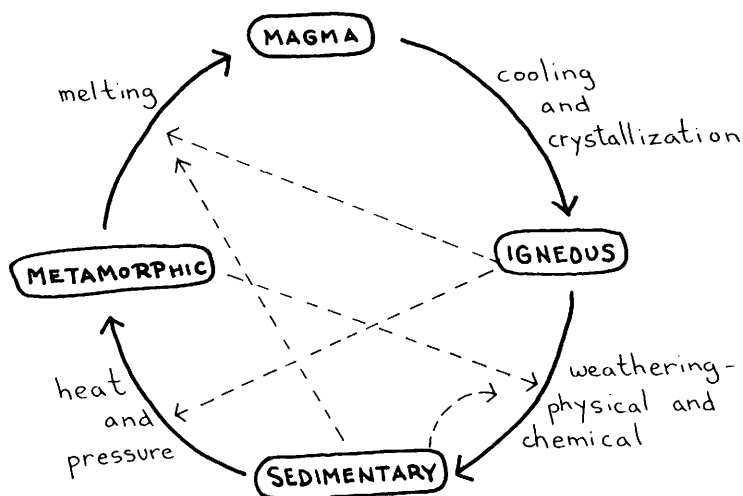 MAGMA
cooling
and
crystallization
melting
IGNEOUS
METAMORPHIC
weathering-
physical and
chemical
heat
and
pressure
SEDIMENTARY